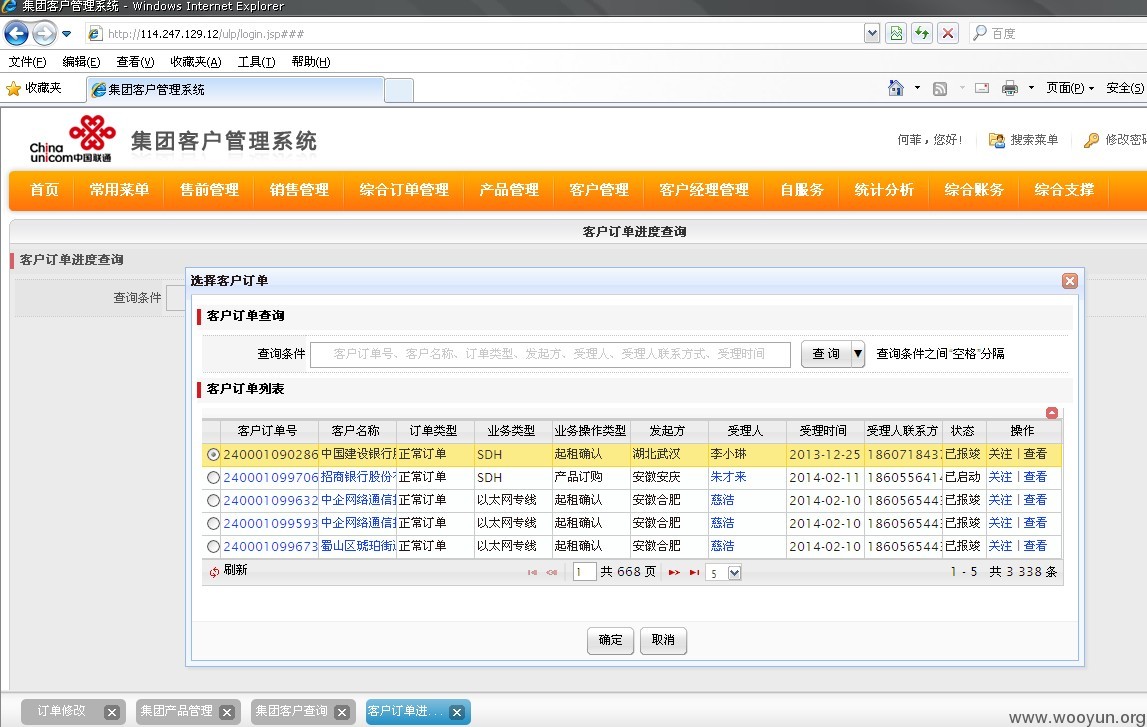 集团客户管理系统 - Windows Internet Explorer
http://114.247.129.12/ulp/login.jsp###
百度
文件(F) 编辑(E) 查看(V) 收藏夹(A) 工具(T) 帮助(H)
收藏夹 集团客户管理系统 页面(P) 安全(S)
China unicom中国联通 集团客户管理系统 何菲，您好! 搜索菜单 修改密码
首页 常用菜单 售前管理 销售管理 综合订单管理 产品管理 客户管理 客户经理管理 自服务 统计分析 综合账务 综合支撑
客户订单进度查询
客户订单进度查询
查询条件
选择客户订单
客户订单查询
查询条件 客户订单号、客户名称、订单类型、发起方、受理人、受理人联系方式、受理时间 查询 查询条件之间"空格"分隔
客户订单列表
客户订单号 客户名称 订单类型 业务类型 业务操作类型 发起方 受理人 受理时间 受理人联系方 状态 操作
240001090286 中国建设银行 正常订单 SDH 起租确认 湖北武汉 李小琳 2013-12-25 1860718437 已报竣 关注 | 查看
240001099706 招商银行股份 正常订单 SDH 产品订购 安徽安庆 朱才来 2014-02-11 186055641 已启动 关注 | 查看
240001099632 中企网络通信 正常订单 以太网专线 起租确认 安徽合肥 慈洁 2014-02-10 186056544 已报竣 关注 | 查看
240001099593 中企网络通信 正常订单 以太网专线 起租确认 安徽合肥 慈洁 2014-02-10 186056544 已报竣 关注 | 查看
240001099673 蜀山区琥珀街 正常订单 以太网专线 起租确认 安徽合肥 慈洁 2014-02-10 186056544 已报竣 关注 | 查看
刷新 1 共 668 页 5 1 - 5 共 3 338 条
确定 取消
订单修改 集团产品管理 集团客户查询 客户订单进...
www.wooyun.org